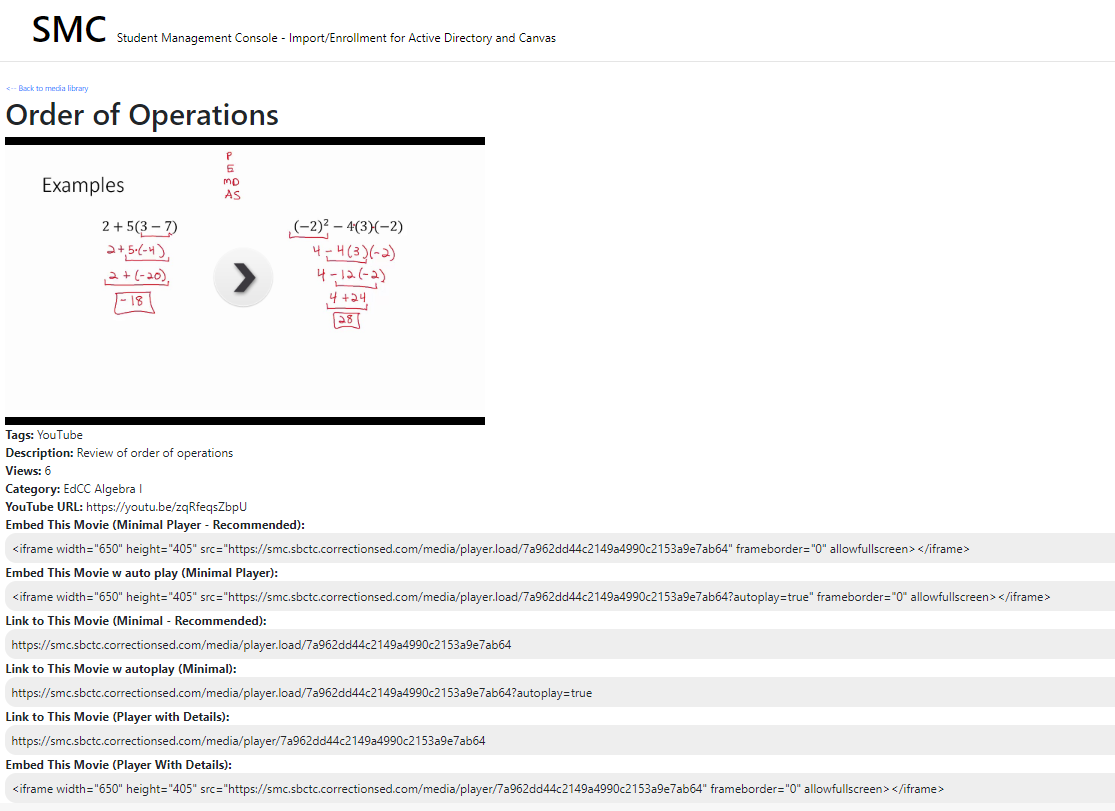 SMC Student Management Console - Import/Enrollment for Active Directory and Canvas
<-- Back to media library
Order of Operations
P
E
MD
AS
Examples
2 + 5(3 − 7)
2+5·(-4)
2 + (-20)
-18
(−2)² − 4(3)(−2)
4 - 4(3)(-2)
4 - 12(-2)
4 + 24
28
Tags: YouTube
Description: Review of order of operations
Views: 6
Category: EdCC Algebra I
YouTube URL: https://youtu.be/zqRfeqsZbpU
Embed This Movie (Minimal Player - Recommended):
<iframe width="650" height="405" src="https://smc.sbctc.correctionsed.com/media/player.load/7a962dd44c2149a4990c2153a9e7ab64" frameborder="0" allowfullscreen></iframe>
Embed This Movie w auto play (Minimal Player):
<iframe width="650" height="405" src="https://smc.sbctc.correctionsed.com/media/player.load/7a962dd44c2149a4990c2153a9e7ab64?autoplay=true" frameborder="0" allowfullscreen></iframe>
Link to This Movie (Minimal - Recommended):
https://smc.sbctc.correctionsed.com/media/player.load/7a962dd44c2149a4990c2153a9e7ab64
Link to This Movie w autoplay (Minimal):
https://smc.sbctc.correctionsed.com/media/player.load/7a962dd44c2149a4990c2153a9e7ab64?autoplay=true
Link to This Movie (Player with Details):
https://smc.sbctc.correctionsed.com/media/player/7a962dd44c2149a4990c2153a9e7ab64
Embed This Movie (Player With Details):
<iframe width="650" height="405" src="https://smc.sbctc.correctionsed.com/media/player/7a962dd44c2149a4990c2153a9e7ab64" frameborder="0" allowfullscreen></iframe>